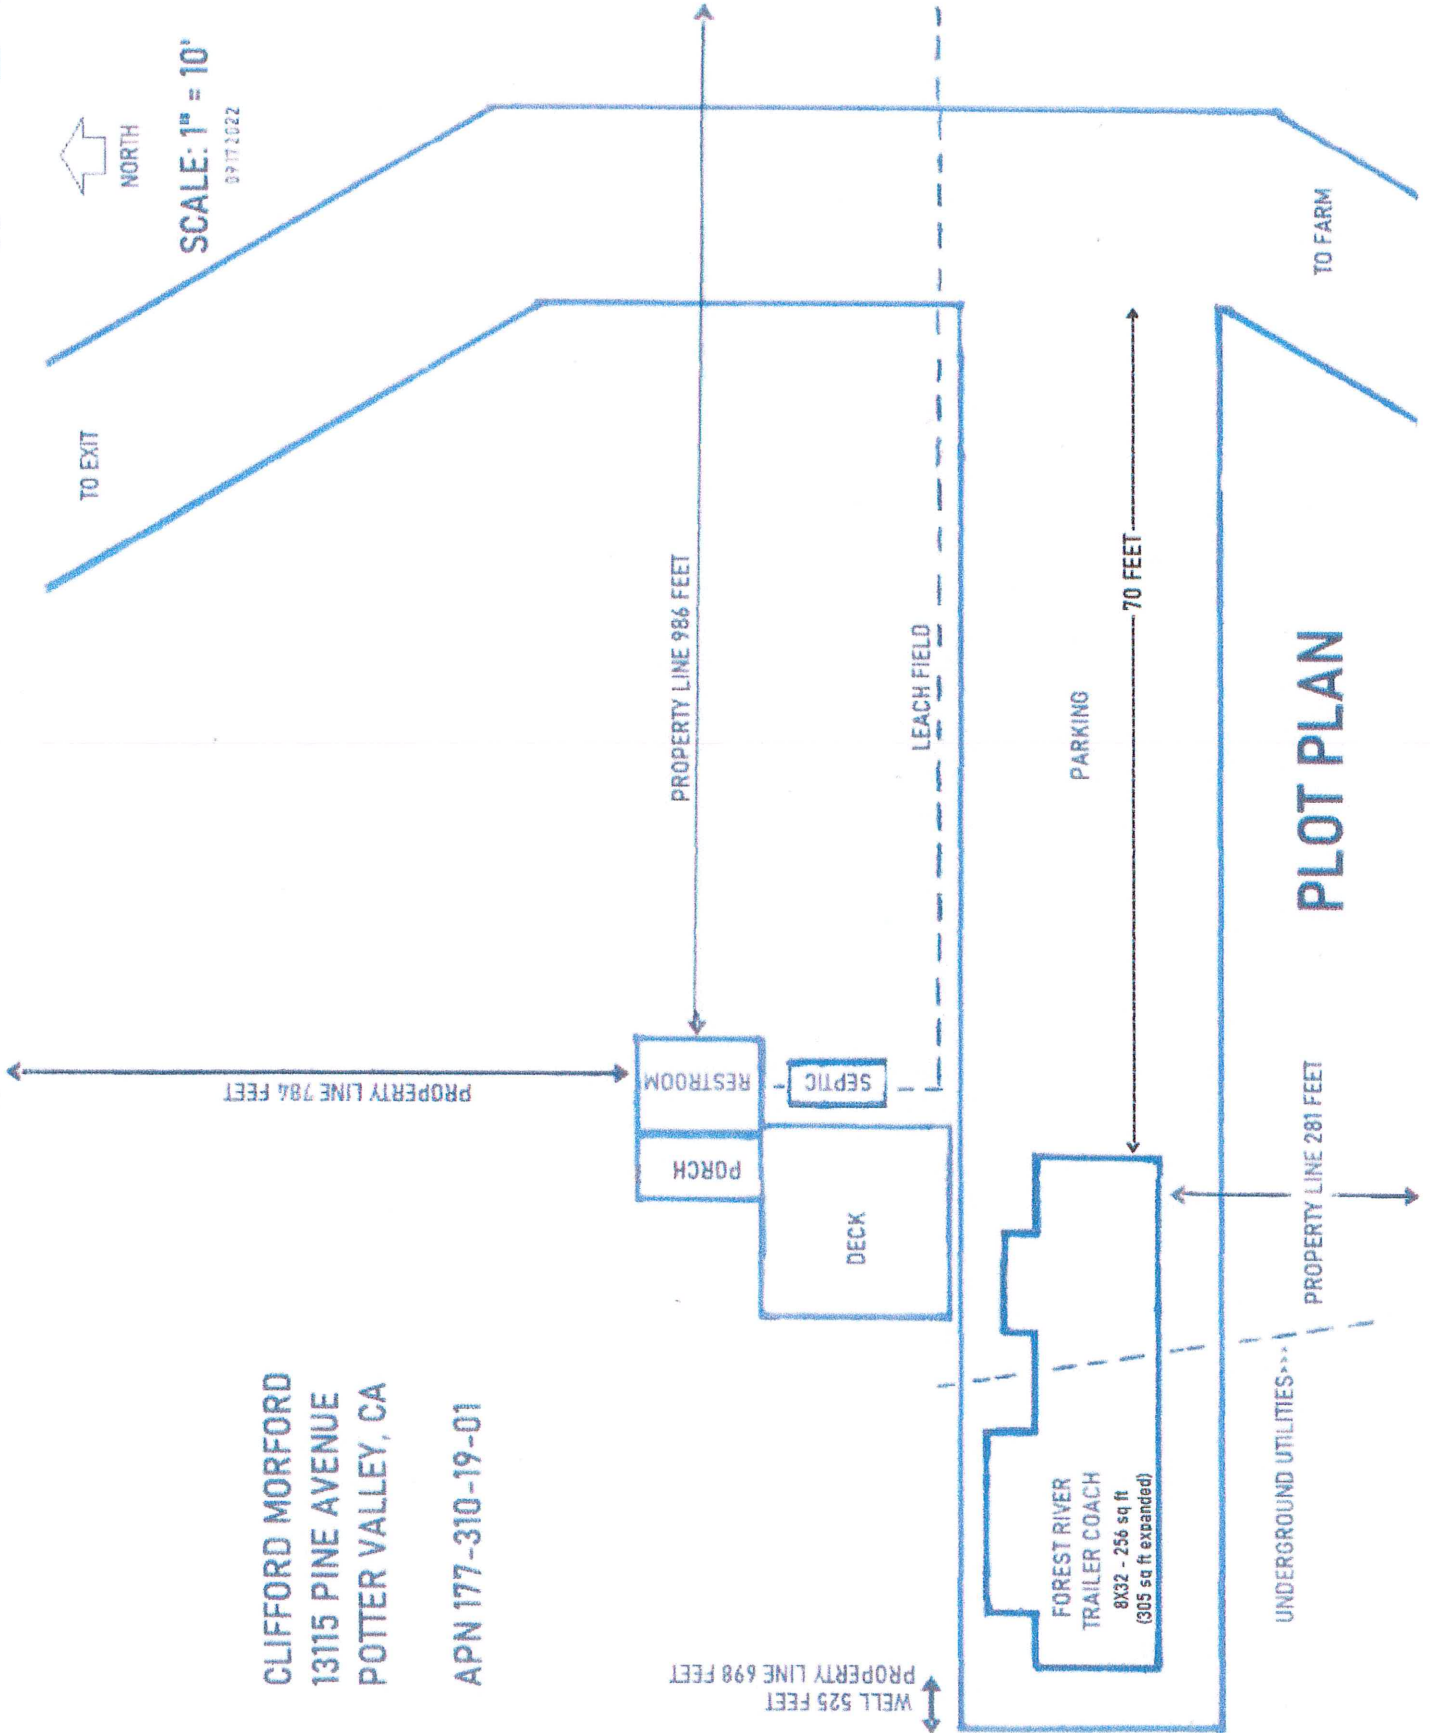 NORTH
SCALE: 1" = 10'
09172022
TO EXIT
CLIFFORD MORFORD
13115 PINE AVENUE
POTTER VALLEY, CA
APN 177-310-19-01
PROPERTY LINE 784 FEET
PROPERTY LINE 986 FEET
RESTROOM
PORCH
SEPTIC
DECK
LEACH FIELD
WELL 525 FEET
PROPERTY LINE 698 FEET
PARKING
70 FEET
FOREST RIVER
TRAILER COACH
8X32 - 256 sq ft
(305 sq ft expanded)
UNDERGROUND UTILITIES>>>
PROPERTY LINE 281 FEET
PLOT PLAN
TO FARM